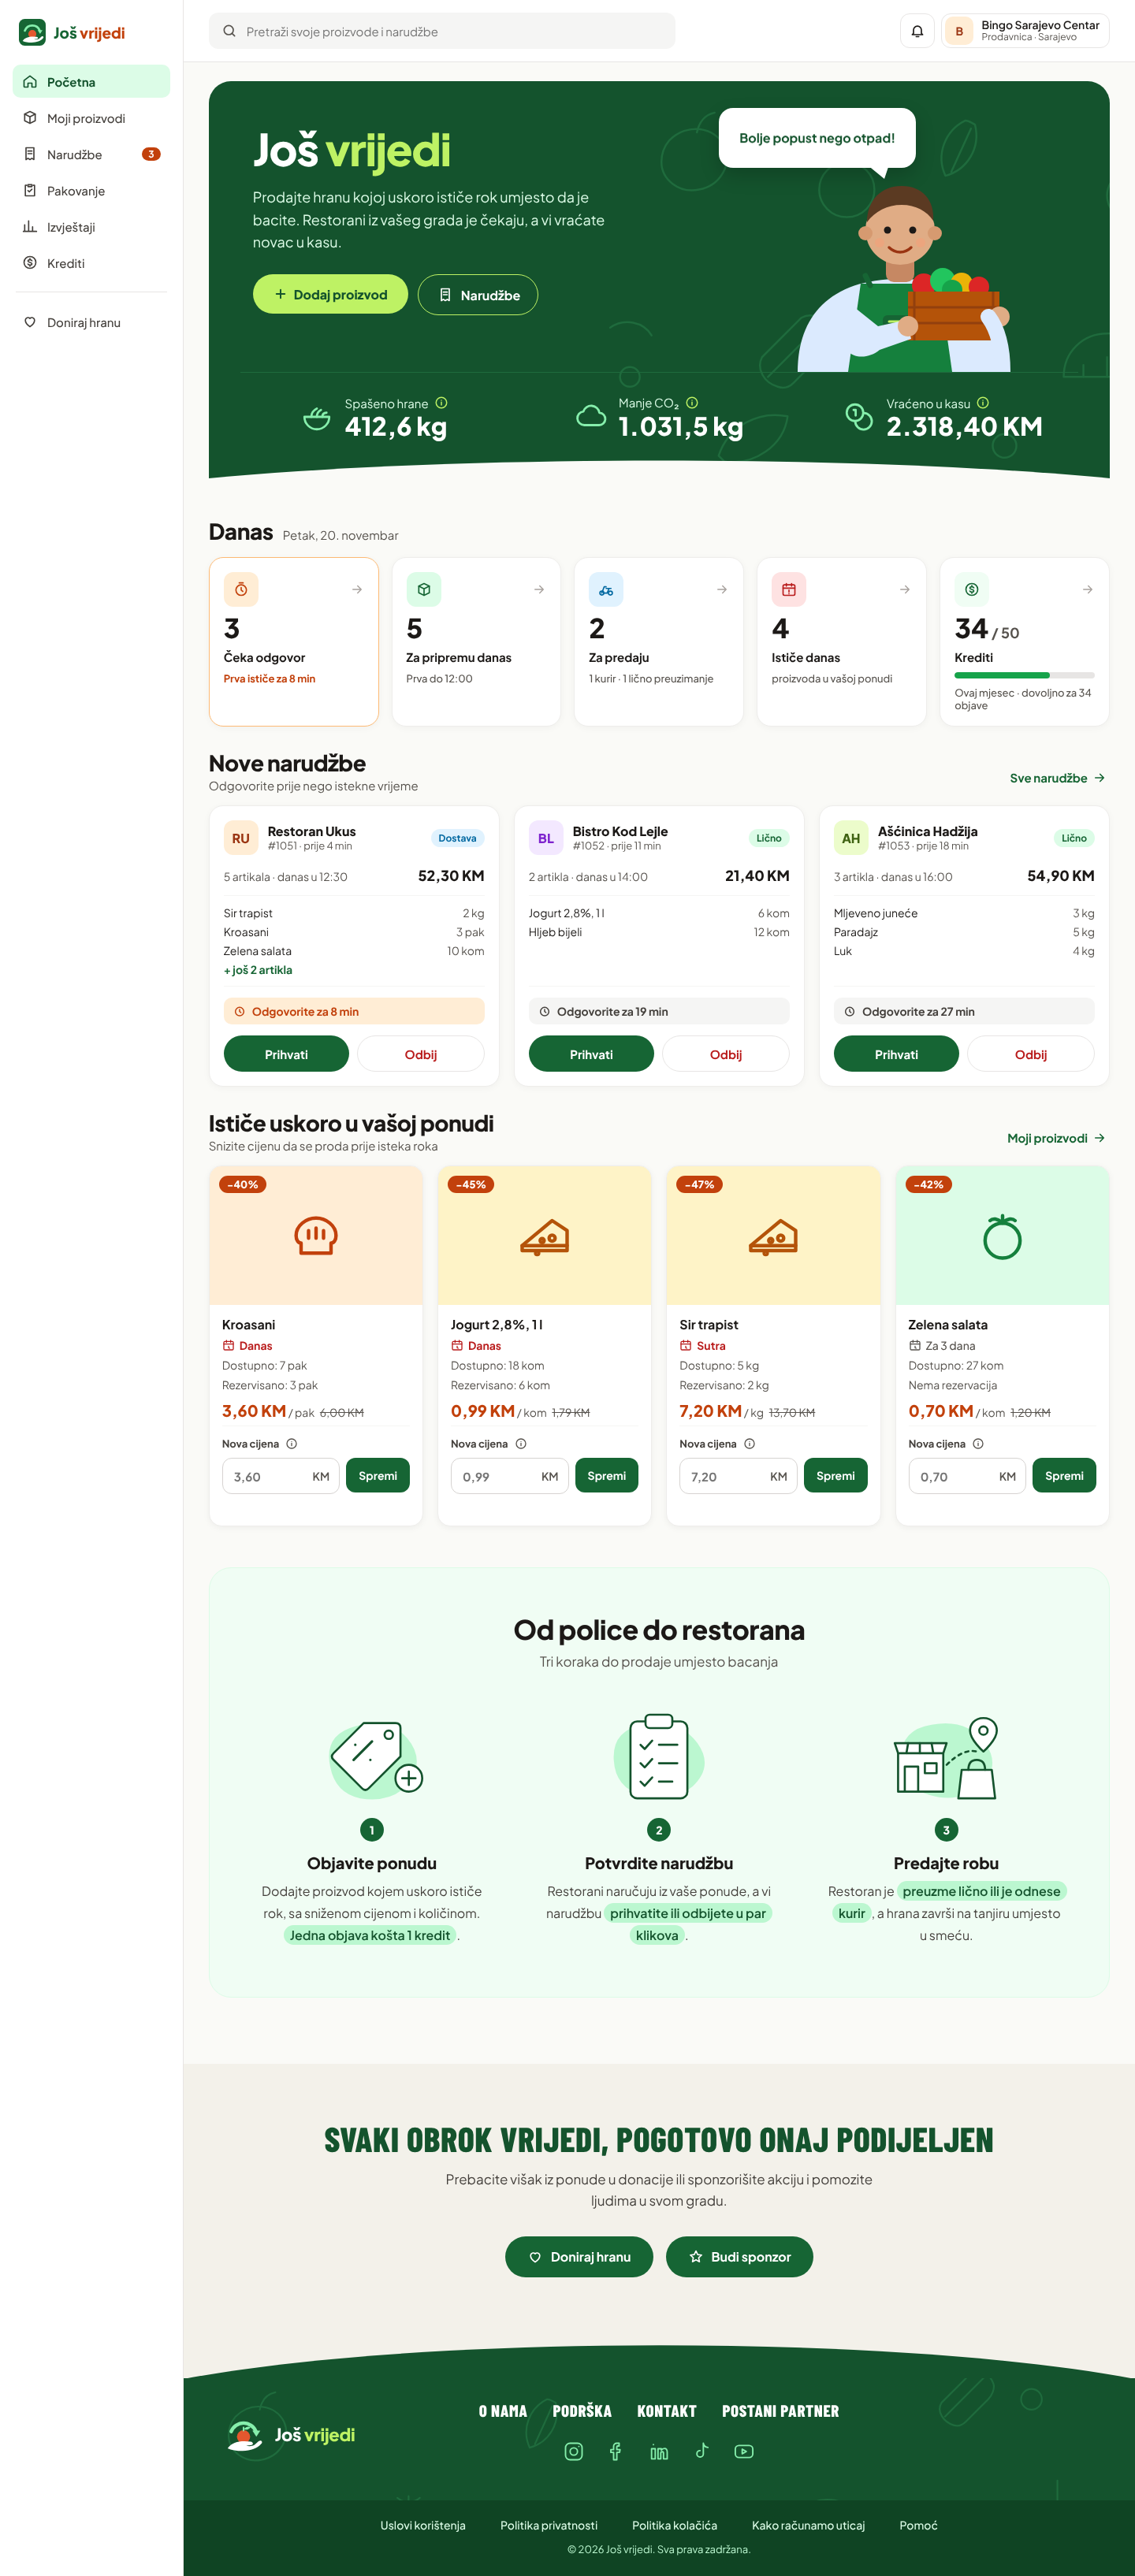 Još vrijedi
Početna
Moji proizvodi
Narudžbe 3
Pakovanje
Izvještaji
Krediti
Doniraj hranu
Pretraži svoje proizvode i narudžbe
B
Bingo Sarajevo Centar
Prodavnica · Sarajevo
Još vrijedi
Prodajte hranu kojoj uskoro ističe rok umjesto da je
bacite. Restorani iz vašeg grada je čekaju, a vi vraćate
novac u kasu.
+ Dodaj proizvod
Narudžbe
Bolje popust nego otpad!
Spašeno hrane
412,6 kg
Manje CO₂
1.031,5 kg
Vraćeno u kasu
2.318,40 KM
Danas Petak, 20. novembar
3
Čeka odgovor
Prva ističe za 8 min
5
Za pripremu danas
Prva do 12:00
2
Za predaju
1 kurir · 1 lično preuzimanje
4
Ističe danas
proizvoda u vašoj ponudi
34 / 50
Krediti
Ovaj mjesec · dovoljno za 34
objave
Nove narudžbe
Odgovorite prije nego istekne vrijeme
Sve narudžbe
RU
Restoran Ukus
#1051 · prije 4 min
Dostava
5 artikala · danas u 12:30 52,30 KM
Sir trapist 2 kg
Kroasani 3 pak
Zelena salata 10 kom
+ još 2 artikla
Odgovorite za 8 min
Prihvati Odbij
BL
Bistro Kod Lejle
#1052 · prije 11 min
Lično
2 artikla · danas u 14:00 21,40 KM
Jogurt 2,8%, 1 l 6 kom
Hljeb bijeli 12 kom
Odgovorite za 19 min
Prihvati Odbij
AH
Aščinica Hadžija
#1053 · prije 18 min
Lično
3 artikla · danas u 16:00 54,90 KM
Mljeveno juneće 3 kg
Paradajz 5 kg
Luk 4 kg
Odgovorite za 27 min
Prihvati Odbij
Ističe uskoro u vašoj ponudi
Snizite cijenu da se proda prije isteka roka
Moji proizvodi
-40%
Kroasani
Danas
Dostupno: 7 pak
Rezervisano: 3 pak
3,60 KM / pak 6,00 KM
Nova cijena
3,60 KM Spremi
-45%
Jogurt 2,8%, 1 l
Danas
Dostupno: 18 kom
Rezervisano: 6 kom
0,99 KM / kom 1,79 KM
Nova cijena
0,99 KM Spremi
-47%
Sir trapist
Sutra
Dostupno: 5 kg
Rezervisano: 2 kg
7,20 KM / kg 13,70 KM
Nova cijena
7,20 KM Spremi
-42%
Zelena salata
Za 3 dana
Dostupno: 27 kom
Nema rezervacija
0,70 KM / kom 1,20 KM
Nova cijena
0,70 KM Spremi
Od police do restorana
Tri koraka do prodaje umjesto bacanja
1
Objavite ponudu
Dodajte proizvod kojem uskoro ističe
rok, sa sniženom cijenom i količinom.
Jedna objava košta 1 kredit.
2
Potvrdite narudžbu
Restorani naručuju iz vaše ponude, a vi
narudžbu prihvatite ili odbijete u par
klikova.
3
Predajte robu
Restoran je preuzme lično ili je odnese
kurir, a hrana završi na tanjiru umjesto
u smeću.
SVAKI OBROK VRIJEDI, POGOTOVO ONAJ PODIJELJEN
Prebacite višak iz ponude u donacije ili sponzorišite akciju i pomozite
ljudima u svom gradu.
Doniraj hranu
Budi sponzor
Još vrijedi
O NAMA PODRŠKA KONTAKT POSTANI PARTNER
Uslovi korištenja Politika privatnosti Politika kolačića Kako računamo uticaj Pomoć
© 2026 Još vrijedi. Sva prava zadržana.